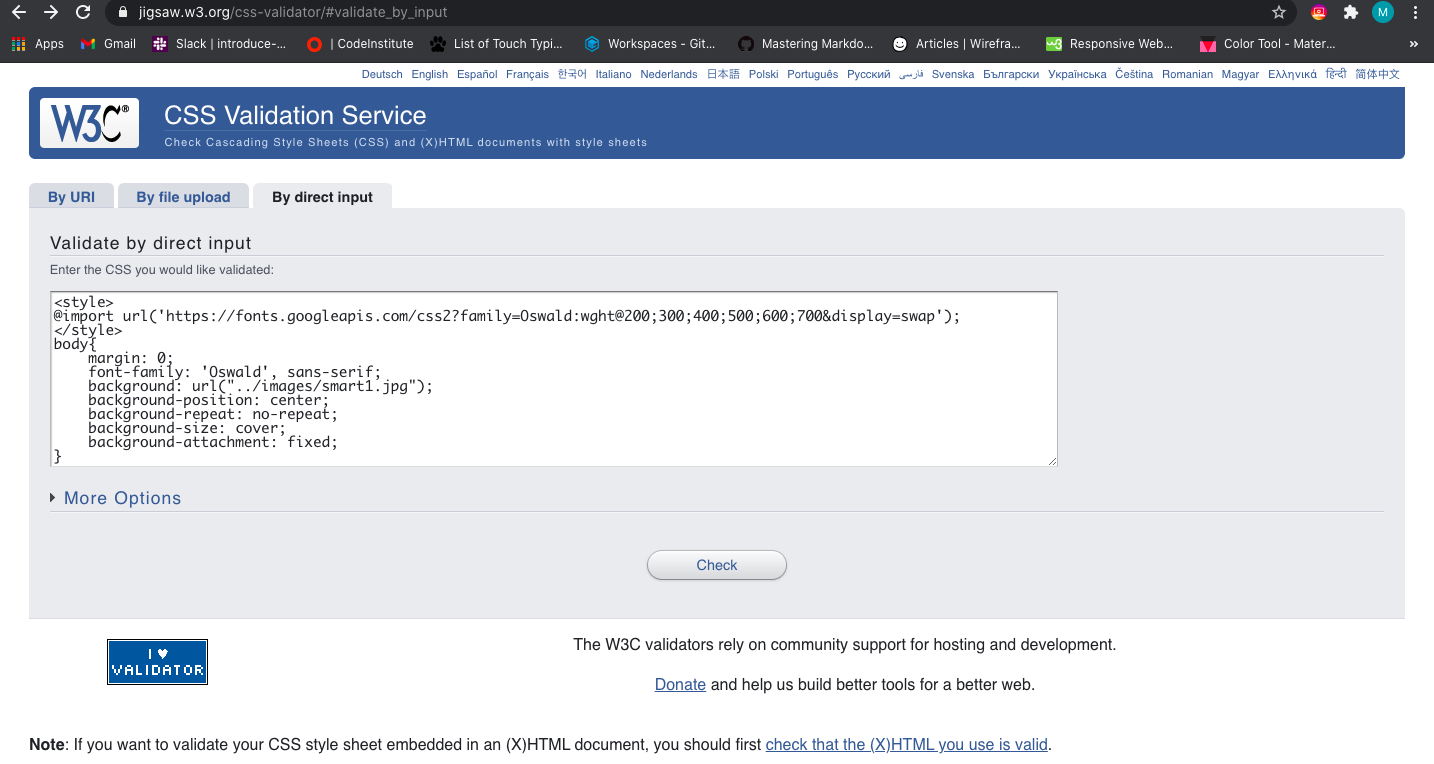 jigsaw.w3.org/css-validator/#validate_by_input
M
Apps Gmail Slack | introduce-... | CodeInstitute List of Touch Typi... Workspaces - Git... Mastering Markdo... Articles | Wirefra... Responsive Web... Color Tool - Mater... »
Deutsch English Español Français 한국어 Italiano Nederlands 日本語 Polski Português Русский فارسی Svenska Български Українська Čeština Romanian Magyar Ελληνικά हिन्दी 简体中文
W3C® CSS Validation Service
Check Cascading Style Sheets (CSS) and (X)HTML documents with style sheets
By URI By file upload By direct input
Validate by direct input
Enter the CSS you would like validated:
<style>
@import url('https://fonts.googleapis.com/css2?family=Oswald:wght@200;300;400;500;600;700&display=swap');
</style>
body{
    margin: 0;
    font-family: 'Oswald', sans-serif;
    background: url("../images/smart1.jpg");
    background-position: center;
    background-repeat: no-repeat;
    background-size: cover;
    background-attachment: fixed;
}
More Options
Check
I ♥
VALIDATOR
The W3C validators rely on community support for hosting and development.
Donate and help us build better tools for a better web.
Note: If you want to validate your CSS style sheet embedded in an (X)HTML document, you should first check that the (X)HTML you use is valid.